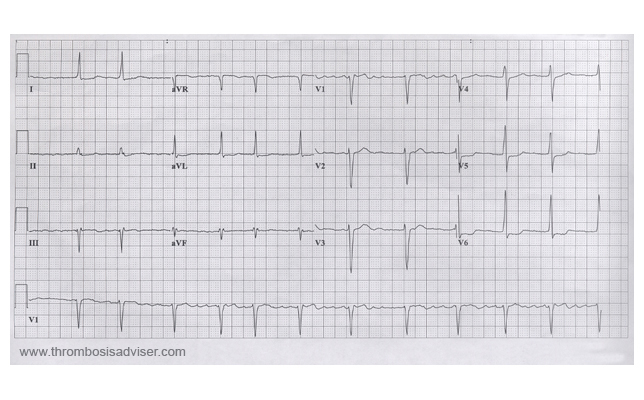 I aVR V1 V4
II aVL V2 V5
III aVF V3 V6
V1
www.thrombosisadviser.com